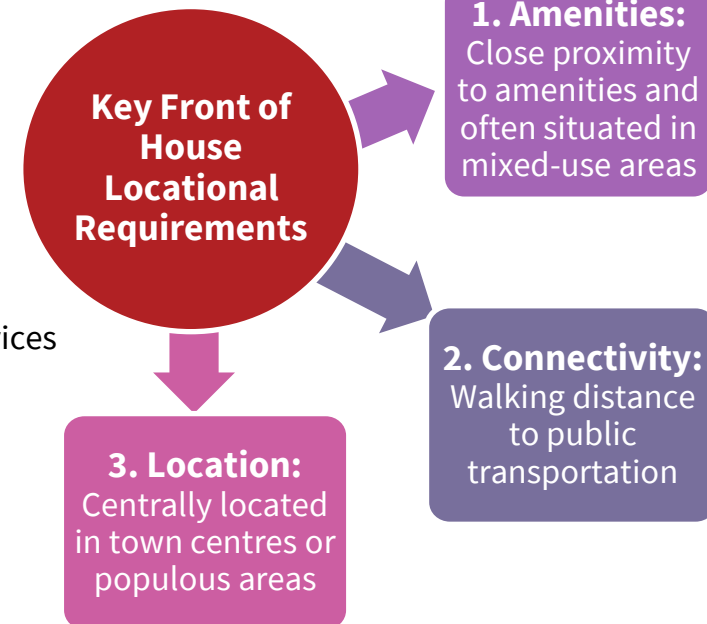 Key Front of
House
Locational
Requirements
1. Amenities:
Close proximity
to amenities and
often situated in
mixed-use areas
2. Connectivity:
Walking distance
to public
transportation
3. Location:
Centrally located
in town centres or
populous areas